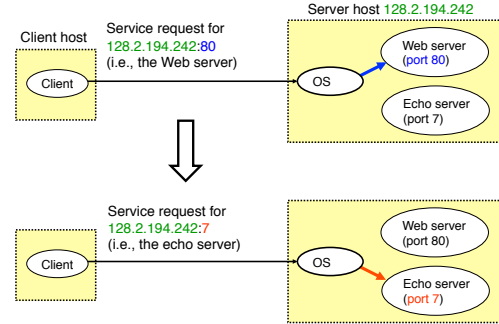 Server host 128.2.194.242
Service request for
128.2.194.242:80
(i.e., the Web server)
Client host
Client
OS
Web server
(port 80)
Echo server
(port 7)
Service request for
128.2.194.242:7
(i.e., the echo server)
Client
OS
Web server
(port 80)
Echo server
(port 7)